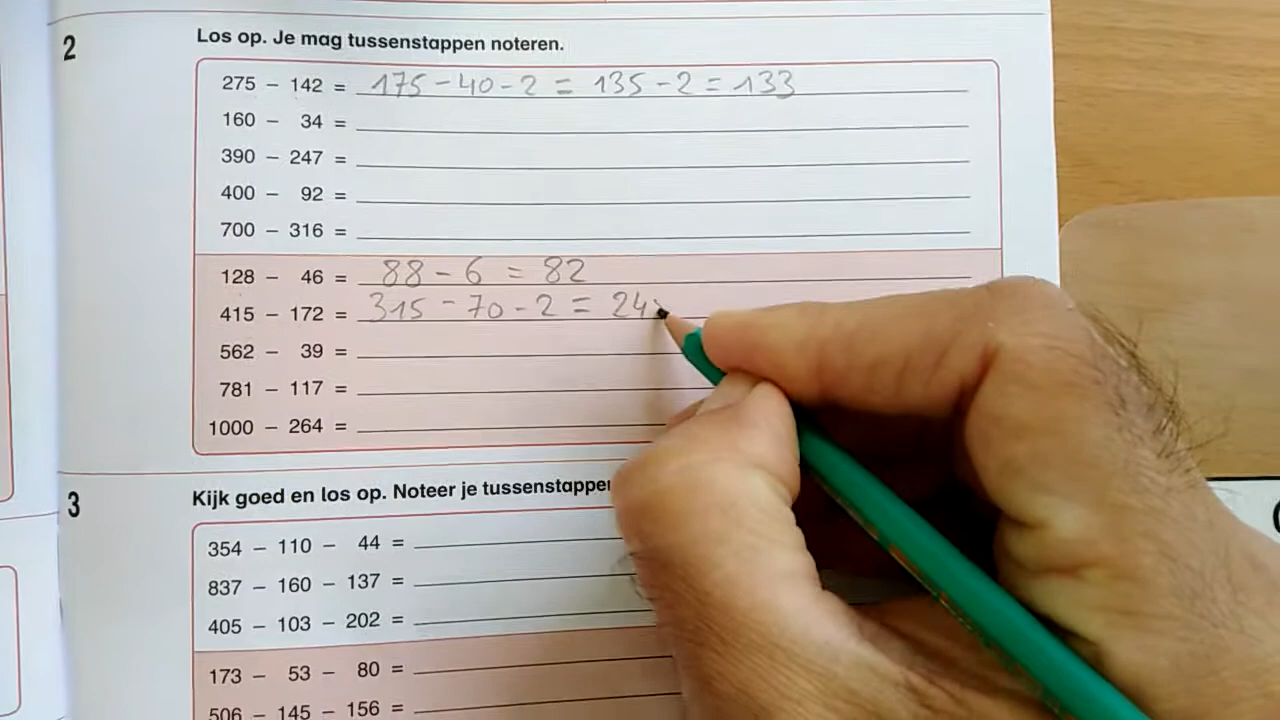 2
Los op. Je mag tussenstappen noteren.
275 - 142 = 175 - 40 - 2 = 135 - 2 = 133
160 - 34 =
390 - 247 =
400 - 92 =
700 - 316 =
128 - 46 = 88 - 6 = 82
415 - 172 = 315 - 70 - 2 = 24
562 - 39 =
781 - 117 =
1000 - 264 =
3
Kijk goed en los op. Noteer je tussenstappen
354 - 110 - 44 =
837 - 160 - 137 =
405 - 103 - 202 =
173 - 53 - 80 =
506 - 145 - 156 =